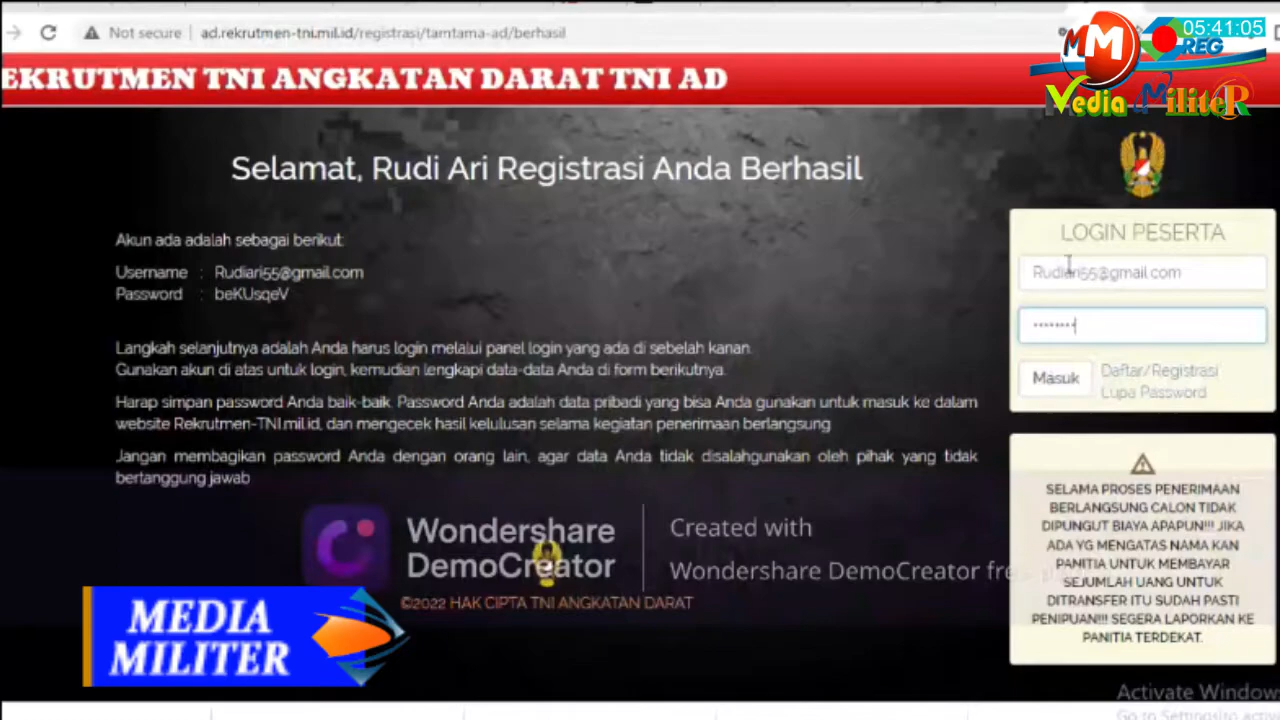 Not secure | ad.rekrutmen-tni.mil.id/registrasi/tamtama-ad/berhasil
05:41:05
M
REG
Vedia MiliteR
EKRUTMEN TNI ANGKATAN DARAT TNI AD
Selamat, Rudi Ari Registrasi Anda Berhasil
Akun ada adalah sebagai berikut:
Username : Rudiari55@gmail.com
Password : beKUsqeV
Langkah selanjutnya adalah Anda harus login melalui panel login yang ada di sebelah kanan.
Gunakan akun di atas untuk login, kemudian lengkapi data-data Anda di form berikutnya.
Harap simpan password Anda baik-baik. Password Anda adalah data pribadi yang bisa Anda gunakan untuk masuk ke dalam
website Rekrutmen-TNI.mil.id, dan mengecek hasil kelulusan selama kegiatan penerimaan berlangsung
Jangan membagikan password Anda dengan orang lain, agar data Anda tidak disalahgunakan oleh pihak yang tidak
bertanggung jawab
LOGIN PESERTA
Rudiari55@gmail.com
Masuk
Daftar/Registrasi
Lupa Password
SELAMA PROSES PENERIMAAN
BERLANGSUNG CALON TIDAK
DIPUNGUT BIAYA APAPUN!!! JIKA
ADA YG MENGATAS NAMA KAN
PANITIA UNTUK MEMBAYAR
SEJUMLAH UANG UNTUK
DITRANSFER ITU SUDAH PASTI
PENIPUAN!!! SEGERA LAPORKAN KE
PANITIA TERDEKAT.
Wondershare
DemoCreator
Created with
Wondershare DemoCreator
©2022 HAK CIPTA TNI ANGKATAN DARAT
MEDIA
MILITER
Activate Window